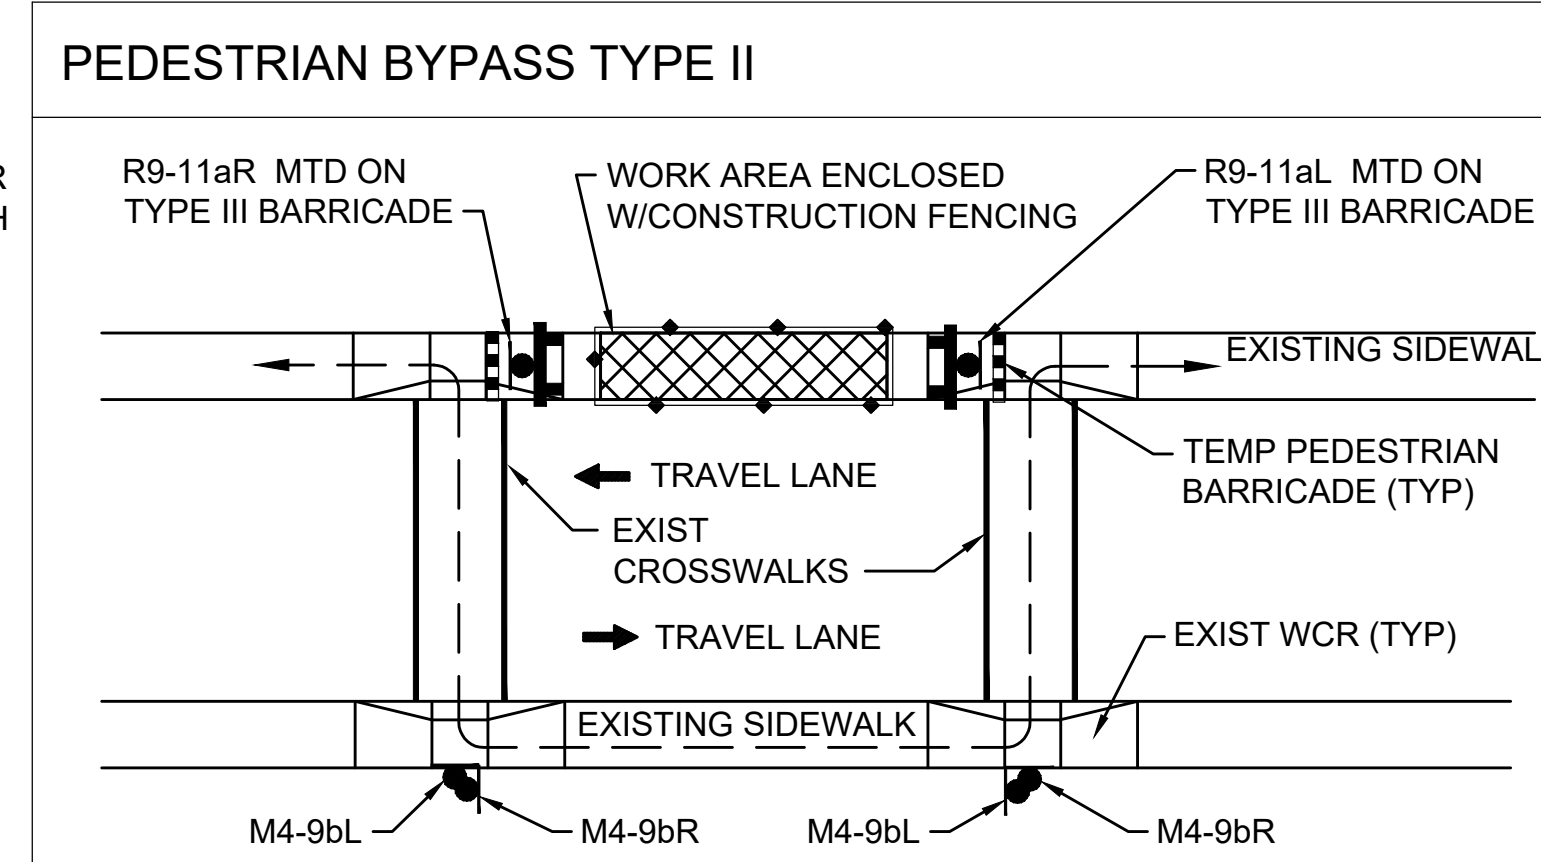 PEDESTRIAN BYPASS TYPE II
R
H
R9-11aR MTD ON
TYPE III BARRICADE
WORK AREA ENCLOSED
W/CONSTRUCTION FENCING
R9-11aL MTD ON
TYPE III BARRICADE
EXISTING SIDEWAL
TRAVEL LANE
TEMP PEDESTRIAN
BARRICADE (TYP)
EXIST
CROSSWALKS
TRAVEL LANE
EXIST WCR (TYP)
EXISTING SIDEWALK
M4-9bL
M4-9bR
M4-9bL
M4-9bR